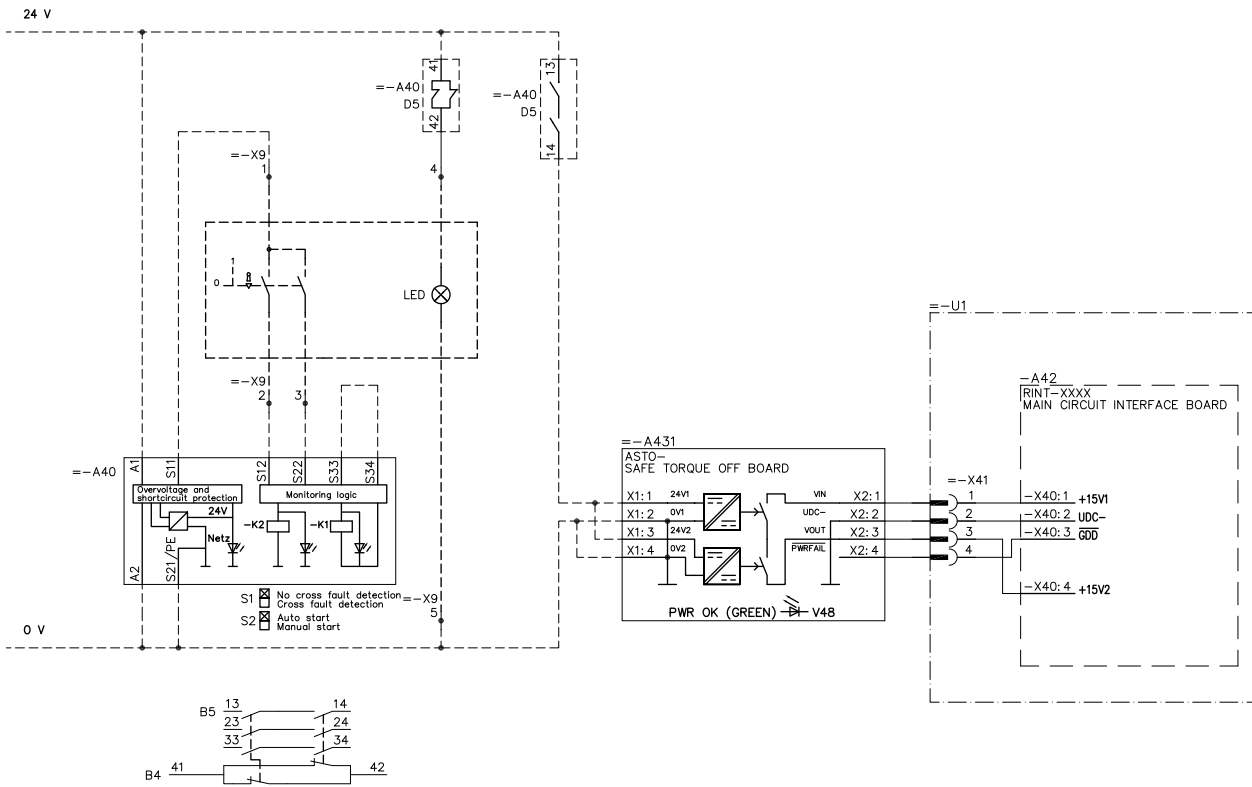 24 V
=-A40
D5
41
42
=-A40
D5
13
14
=-X9
1
4
1
0
LED
=-X9
2
3
=-A40
A1
S11
S12
S22
S33
S34
Overvoltage and
shortcircuit protection
Monitoring logic
24V
Netz
-K2
-K1
A2
S21/PE
S1
No cross fault detection
Cross fault detection
S2
Auto start
Manual start
=-X9
5
0 V
=-A431
ASTO-
SAFE TORQUE OFF BOARD
X1:1 24V1 VIN X2:1
X1:2 0V1 UDC- X2:2
X1:3 24V2 VOUT X2:3
X1:4 0V2 PWRFAIL X2:4
PWR OK (GREEN) V48
=-U1
-A42
RINT-XXXX
MAIN CIRCUIT INTERFACE BOARD
=-X41
1 -X40:1 +15V1
2 -X40:2 UDC-
3 -X40:3 GDD
4
-X40:4 +15V2
B5 13 14
23 24
33 34
B4 41 42